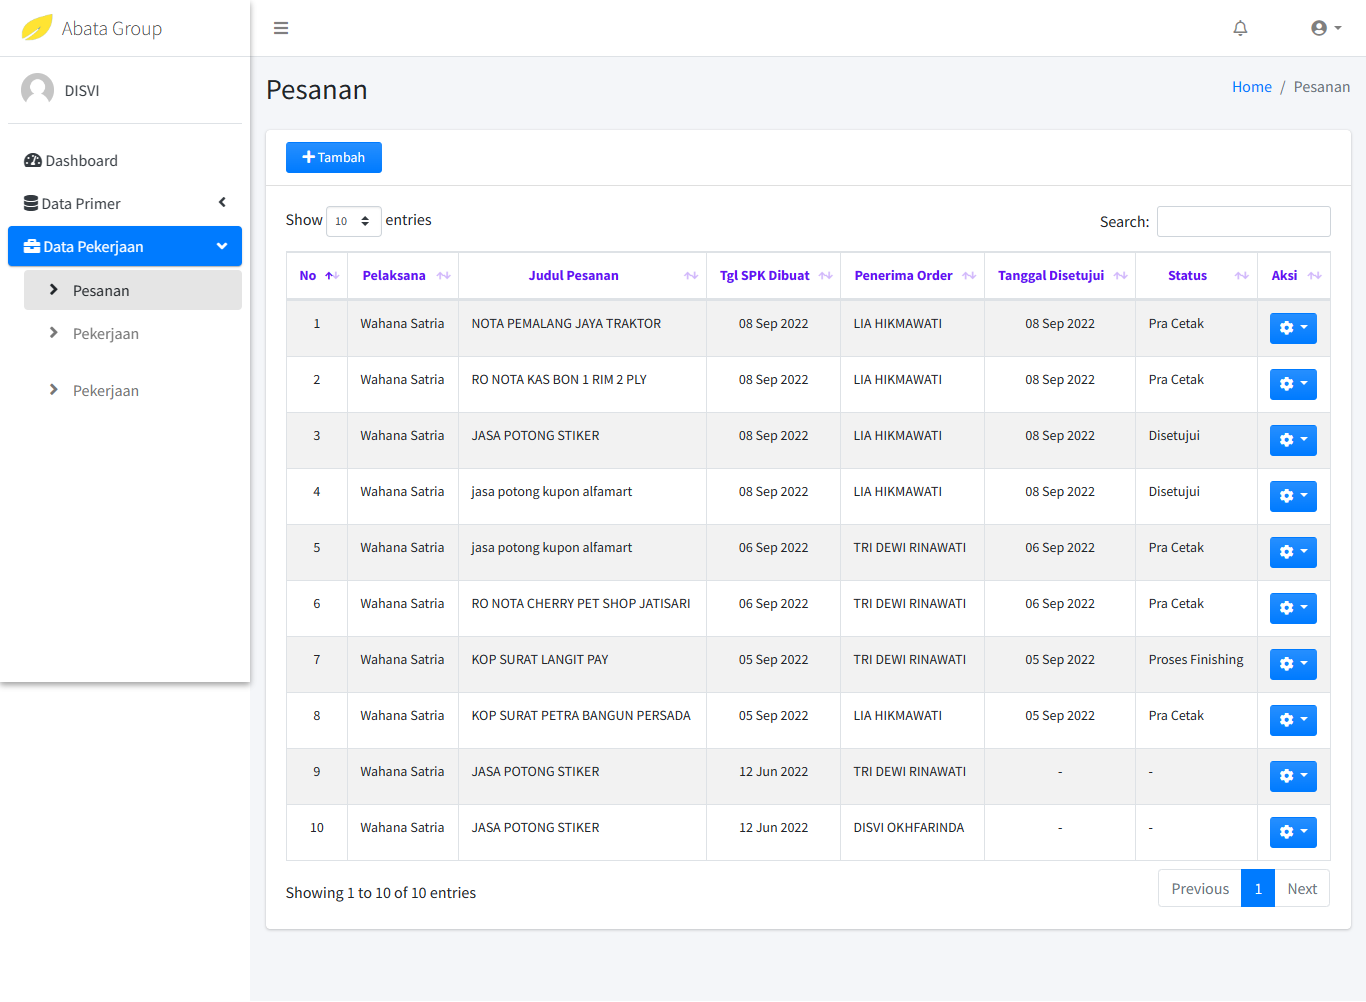 Abata Group
DISVI
Dashboard
Data Primer
Data Pekerjaan
Pesanan
Pekerjaan
Pekerjaan
Pesanan
Home / Pesanan
Tambah
Show 10 entries
Search:
No Pelaksana Judul Pesanan Tgl SPK Dibuat Penerima Order Tanggal Disetujui Status Aksi
1 Wahana Satria NOTA PEMALANG JAYA TRAKTOR 08 Sep 2022 LIA HIKMAWATI 08 Sep 2022 Pra Cetak
2 Wahana Satria RO NOTA KAS BON 1 RIM 2 PLY 08 Sep 2022 LIA HIKMAWATI 08 Sep 2022 Pra Cetak
3 Wahana Satria JASA POTONG STIKER 08 Sep 2022 LIA HIKMAWATI 08 Sep 2022 Disetujui
4 Wahana Satria jasa potong kupon alfamart 08 Sep 2022 LIA HIKMAWATI 08 Sep 2022 Disetujui
5 Wahana Satria jasa potong kupon alfamart 06 Sep 2022 TRI DEWI RINAWATI 06 Sep 2022 Pra Cetak
6 Wahana Satria RO NOTA CHERRY PET SHOP JATISARI 06 Sep 2022 TRI DEWI RINAWATI 06 Sep 2022 Pra Cetak
7 Wahana Satria KOP SURAT LANGIT PAY 05 Sep 2022 TRI DEWI RINAWATI 05 Sep 2022 Proses Finishing
8 Wahana Satria KOP SURAT PETRA BANGUN PERSADA 05 Sep 2022 LIA HIKMAWATI 05 Sep 2022 Pra Cetak
9 Wahana Satria JASA POTONG STIKER 12 Jun 2022 TRI DEWI RINAWATI - -
10 Wahana Satria JASA POTONG STIKER 12 Jun 2022 DISVI OKHFARINDA - -
Showing 1 to 10 of 10 entries
Previous 1 Next